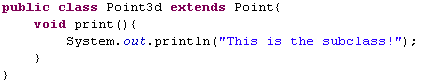 public class Point3d extends Point{
    void print(){
        System.out.println("This is the subclass!");
    }
}